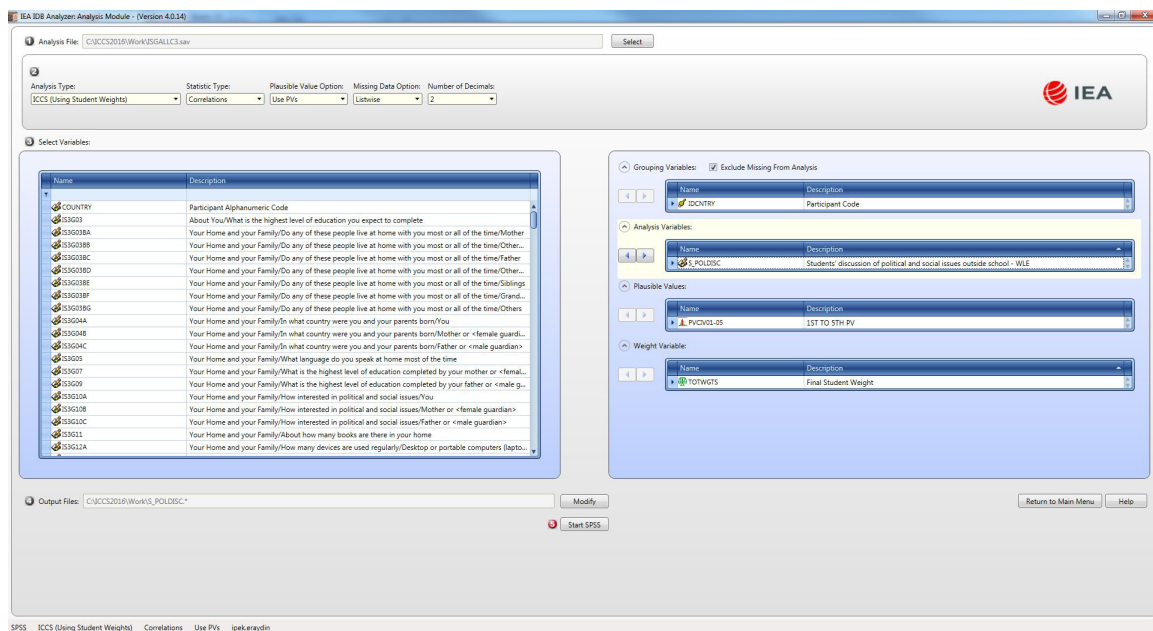 IEA IDB Analyzer: Analysis Module - (Version 4.0.14)
1 Analysis File: C:\ICCS2016\Work\ISGALLC3.sav Select
2
Analysis Type: Statistic Type: Plausible Value Option: Missing Data Option: Number of Decimals:
ICCS (Using Student Weights) Correlations Use PVs Listwise 2
IEA
3 Select Variables:
Name Description
COUNTRY Participant Alphanumeric Code
IS3G03 About You/What is the highest level of education you expect to complete
IS3G03BA Your Home and your Family/Do any of these people live at home with you most or all of the time/Mother
IS3G03BB Your Home and your Family/Do any of these people live at home with you most or all of the time/Other...
IS3G03BC Your Home and your Family/Do any of these people live at home with you most or all of the time/Father
IS3G03BD Your Home and your Family/Do any of these people live at home with you most or all of the time/Other...
IS3G03BE Your Home and your Family/Do any of these people live at home with you most or all of the time/Siblings
IS3G03BF Your Home and your Family/Do any of these people live at home with you most or all of the time/Grand...
IS3G03BG Your Home and your Family/Do any of these people live at home with you most or all of the time/Others
IS3G04A Your Home and your Family/In what country were you and your parents born/You
IS3G04B Your Home and your Family/In what country were you and your parents born/Mother or <female guardi...
IS3G04C Your Home and your Family/In what country were you and your parents born/Father or <male guardian>
IS3G05 Your Home and your Family/What language do you speak at home most of the time
IS3G07 Your Home and your Family/What is the highest level of education completed by your mother or <femal...
IS3G09 Your Home and your Family/What is the highest level of education completed by your father or <male g...
IS3G10A Your Home and your Family/How interested in political and social issues/You
IS3G10B Your Home and your Family/How interested in political and social issues/Mother or <female guardian>
IS3G10C Your Home and your Family/How interested in political and social issues/Father or <male guardian>
IS3G11 Your Home and your Family/About how many books are there in your home
IS3G12A Your Home and your Family/How many devices are used regularly/Desktop or portable computers (lapto...
Grouping Variables: Exclude Missing From Analysis
Name Description
IDCNTRY Participant Code
Analysis Variables:
Name Description
S_POLDISC Students' discussion of political and social issues outside school - WLE
Plausible Values:
Name Description
PVCIV01-05 1ST TO 5TH PV
Weight Variable:
Name Description
TOTWGTS Final Student Weight
4 Output Files: C:\ICCS2016\Work\S_POLDISC.* Modify Return to Main Menu Help
5 Start SPSS
SPSS ICCS (Using Student Weights) Correlations Use PVs ipek.eraydin